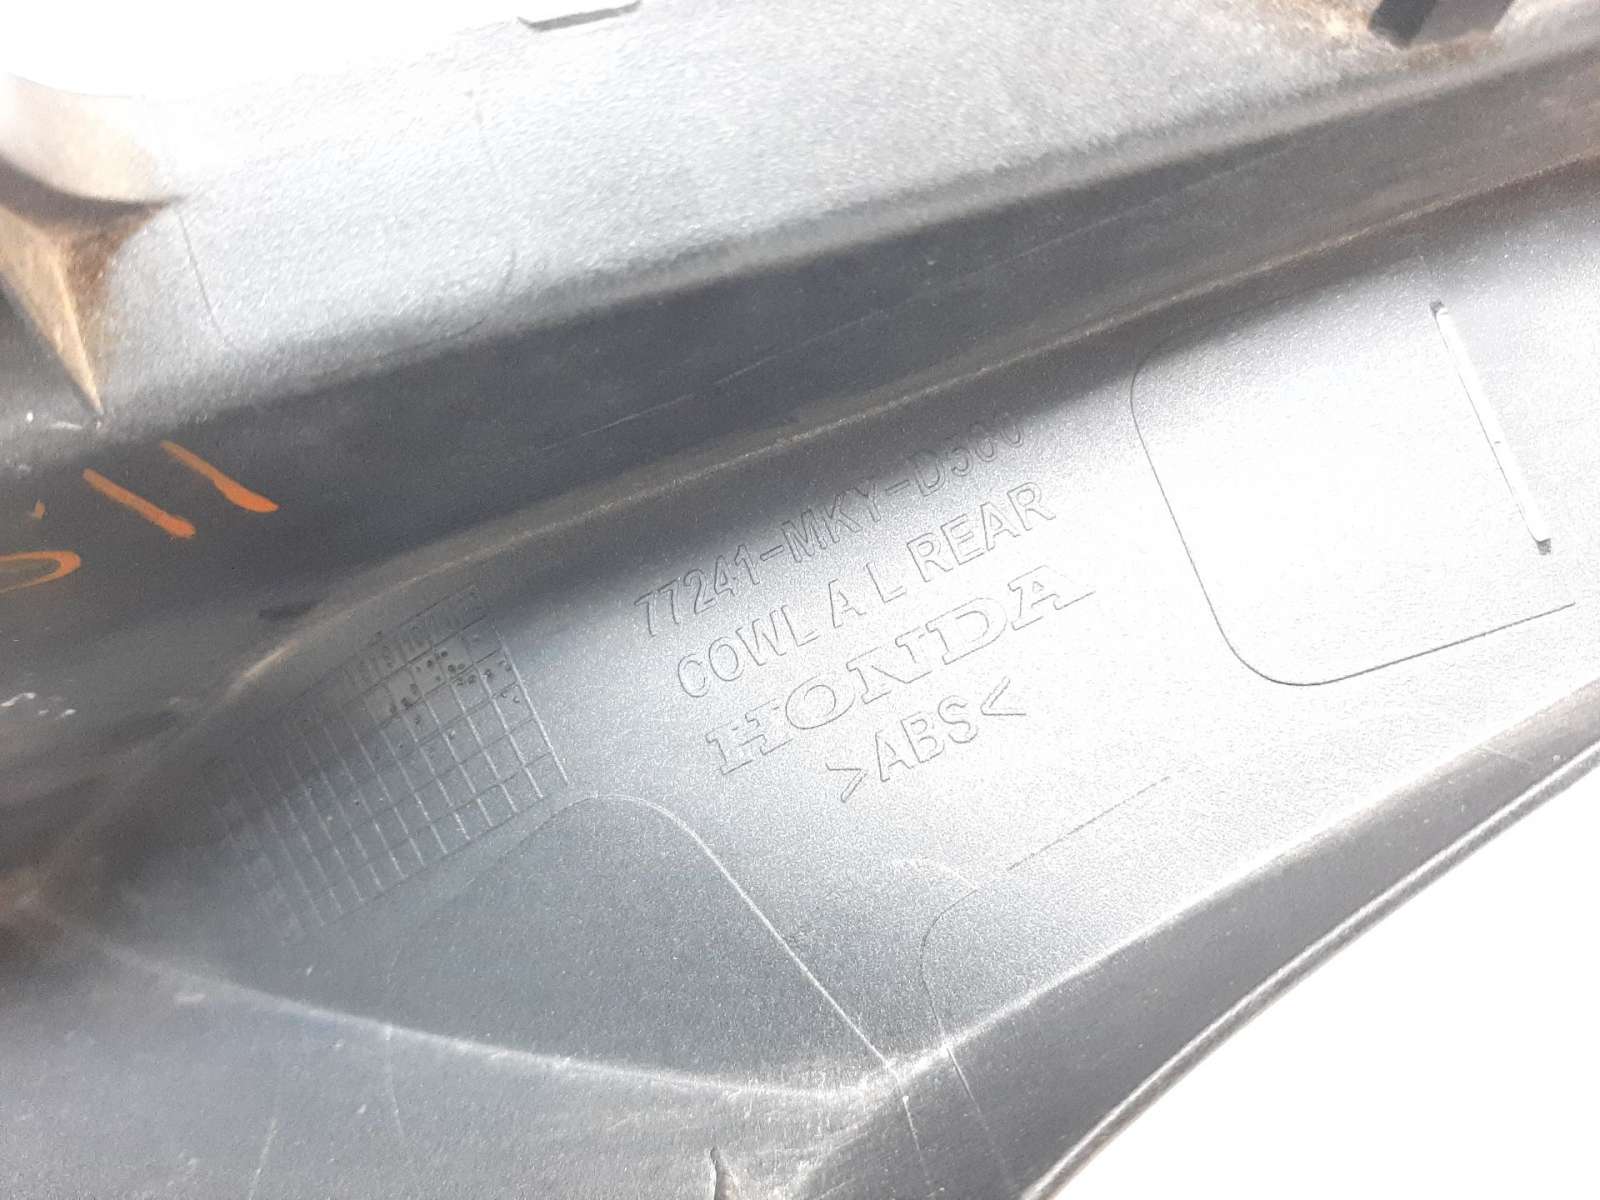 77241-MKY-D500
COWL A L REAR
HONDA
>ABS<